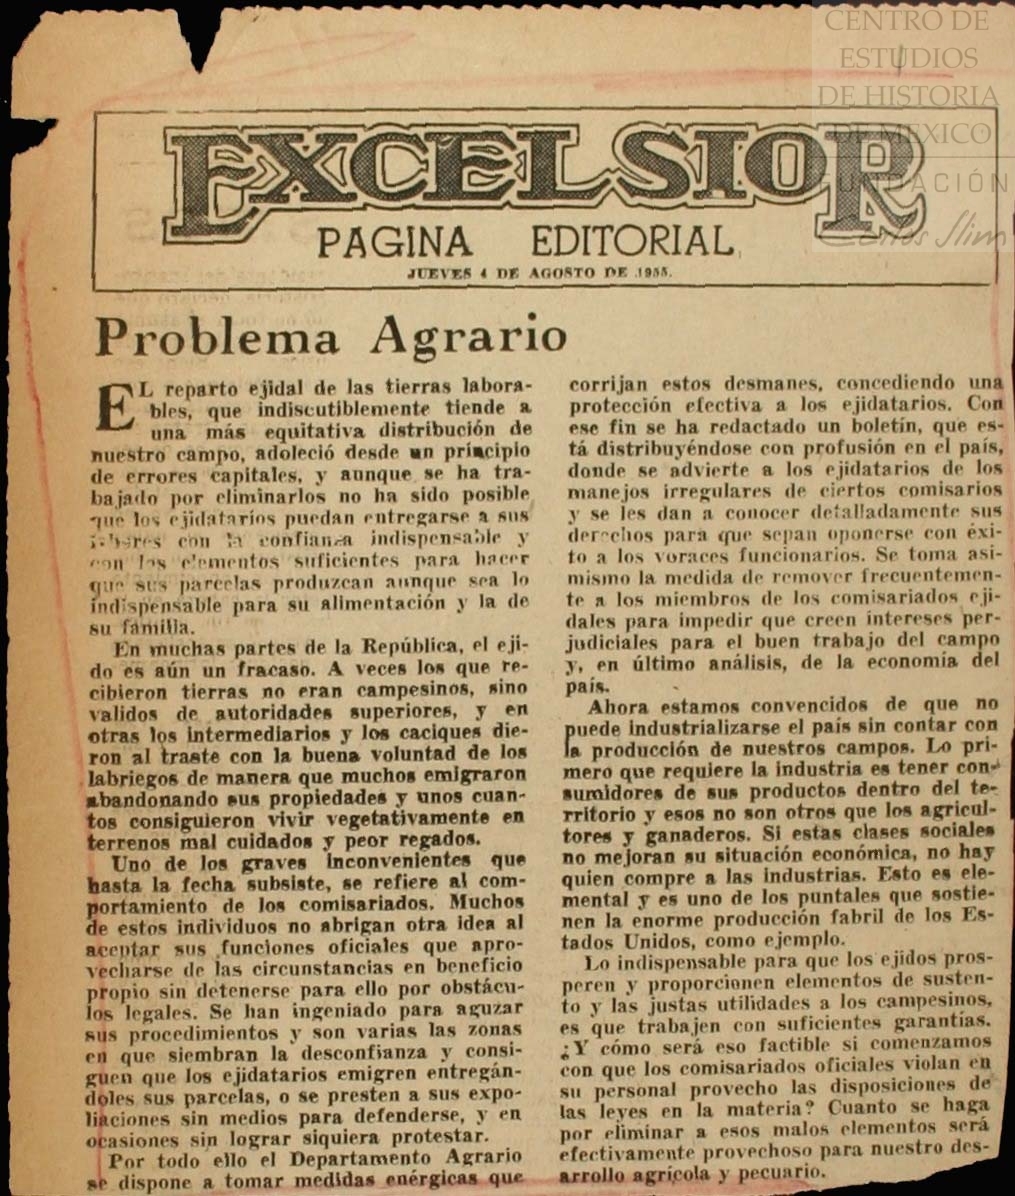 CENTRO DE
ESTUDIOS
DE HISTORIA
DE MEXICO
FUNDACIÓN
Carlos Slim
EXCELSIOR
PAGINA EDITORIAL
JUEVES 4 DE AGOSTO DE 1955.
Problema Agrario
EL reparto ejidal de las tierras labora-
bles, que indiscutiblemente tiende a
una más equitativa distribución de
nuestro campo, adoleció desde un principio
de errores capitales, y aunque se ha tra-
bajado por eliminarlos no ha sido posible
que los ejidatarios puedan entregarse a sus
labores con la confianza indispensable y
con los elementos suficientes para hacer
que sus parcelas produzcan aunque sea lo
indispensable para su alimentación y la de
su familia.
En muchas partes de la República, el eji-
do es aún un fracaso. A veces los que re-
cibieron tierras no eran campesinos, sino
validos de autoridades superiores, y en
otras los intermediarios y los caciques die-
ron al traste con la buena voluntad de los
labriegos de manera que muchos emigraron
abandonando sus propiedades y unos cuan-
tos consiguieron vivir vegetativamente en
terrenos mal cuidados y peor regados.
Uno de los graves inconvenientes que
hasta la fecha subsiste, se refiere al com-
portamiento de los comisariados. Muchos
de estos individuos no abrigan otra idea al
aceptar sus funciones oficiales que apro-
vecharse de las circunstancias en beneficio
propio sin detenerse para ello por obstácu-
los legales. Se han ingeniado para aguzar
sus procedimientos y son varias las zonas
en que siembran la desconfianza y consi-
guen que los ejidatarios emigren entregán-
doles sus parcelas, o se presten a sus expo-
liaciones sin medios para defenderse, y en
ocasiones sin lograr siquiera protestar.
Por todo ello el Departamento Agrario
se dispone a tomar medidas enérgicas que
corrijan estos desmanes, concediendo una
protección efectiva a los ejidatarios. Con
ese fin se ha redactado un boletín, que es-
tá distribuyéndose con profusión en el país,
donde se advierte a los ejidatarios de los
manejos irregulares de ciertos comisarios
y se les dan a conocer detalladamente sus
derechos para que sepan oponerse con éxi-
to a los voraces funcionarios. Se toma asi-
mismo la medida de remover frecuentemen-
te a los miembros de los comisariados eji-
dales para impedir que creen intereses per-
judiciales para el buen trabajo del campo
y, en último análisis, de la economía del
país.
Ahora estamos convencidos de que no
puede industrializarse el país sin contar con
la producción de nuestros campos. Lo pri-
mero que requiere la industria es tener con-
sumidores de sus productos dentro del te-
rritorio y esos no son otros que los agricul-
tores y ganaderos. Si estas clases sociales
no mejoran su situación económica, no hay
quien compre a las industrias. Esto es ele-
mental y es uno de los puntales que sostie-
nen la enorme producción fabril de los Es-
tados Unidos, como ejemplo.
Lo indispensable para que los ejidos pros-
peren y proporcionen elementos de susten-
to y las justas utilidades a los campesinos,
es que trabajen con suficientes garantías.
¿Y cómo será eso factible si comenzamos
con que los comisariados oficiales violan en
su personal provecho las disposiciones de
las leyes en la materia? Cuanto se haga
por eliminar a esos malos elementos será
efectivamente provechoso para nuestro des-
arrollo agrícola y pecuario.